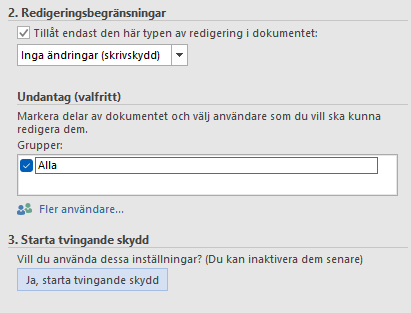 2. Redigeringsbegränsningar
Tillåt endast den här typen av redigering i dokumentet:
Inga ändringar (skrivskydd)
Undantag (valfritt)
Markera delar av dokumentet och välj användare som du vill ska kunna
redigera dem.
Grupper:
Alla
Fler användare...
3. Starta tvingande skydd
Vill du använda dessa inställningar? (Du kan inaktivera dem senare)
Ja, starta tvingande skydd